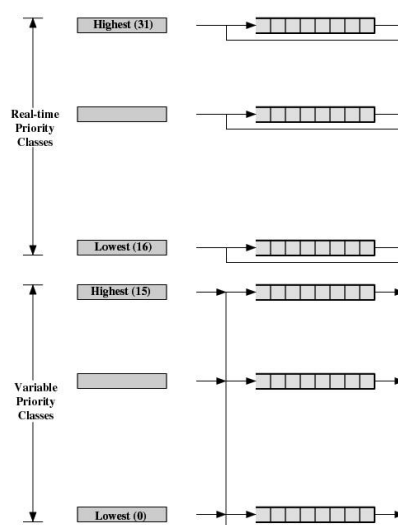 Highest (31)
Real-time
Priority
Classes
Lowest (16)
Highest (15)
Variable
Priority
Classes
Lowest (0)